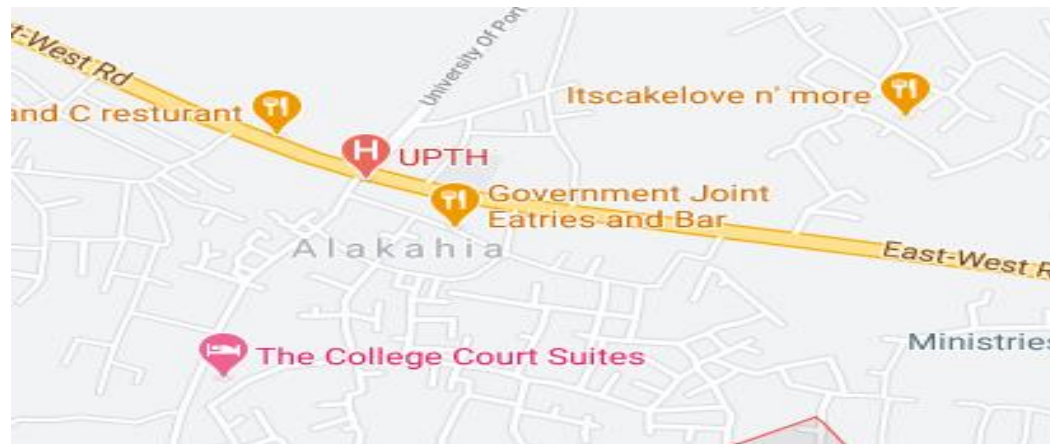 t-West Rd
University Of Port
and C resturant
Itscakelove n' more
H
UPTH
Government Joint
Eatries and Bar
Alakahia
East-West R
The College Court Suites
Ministries